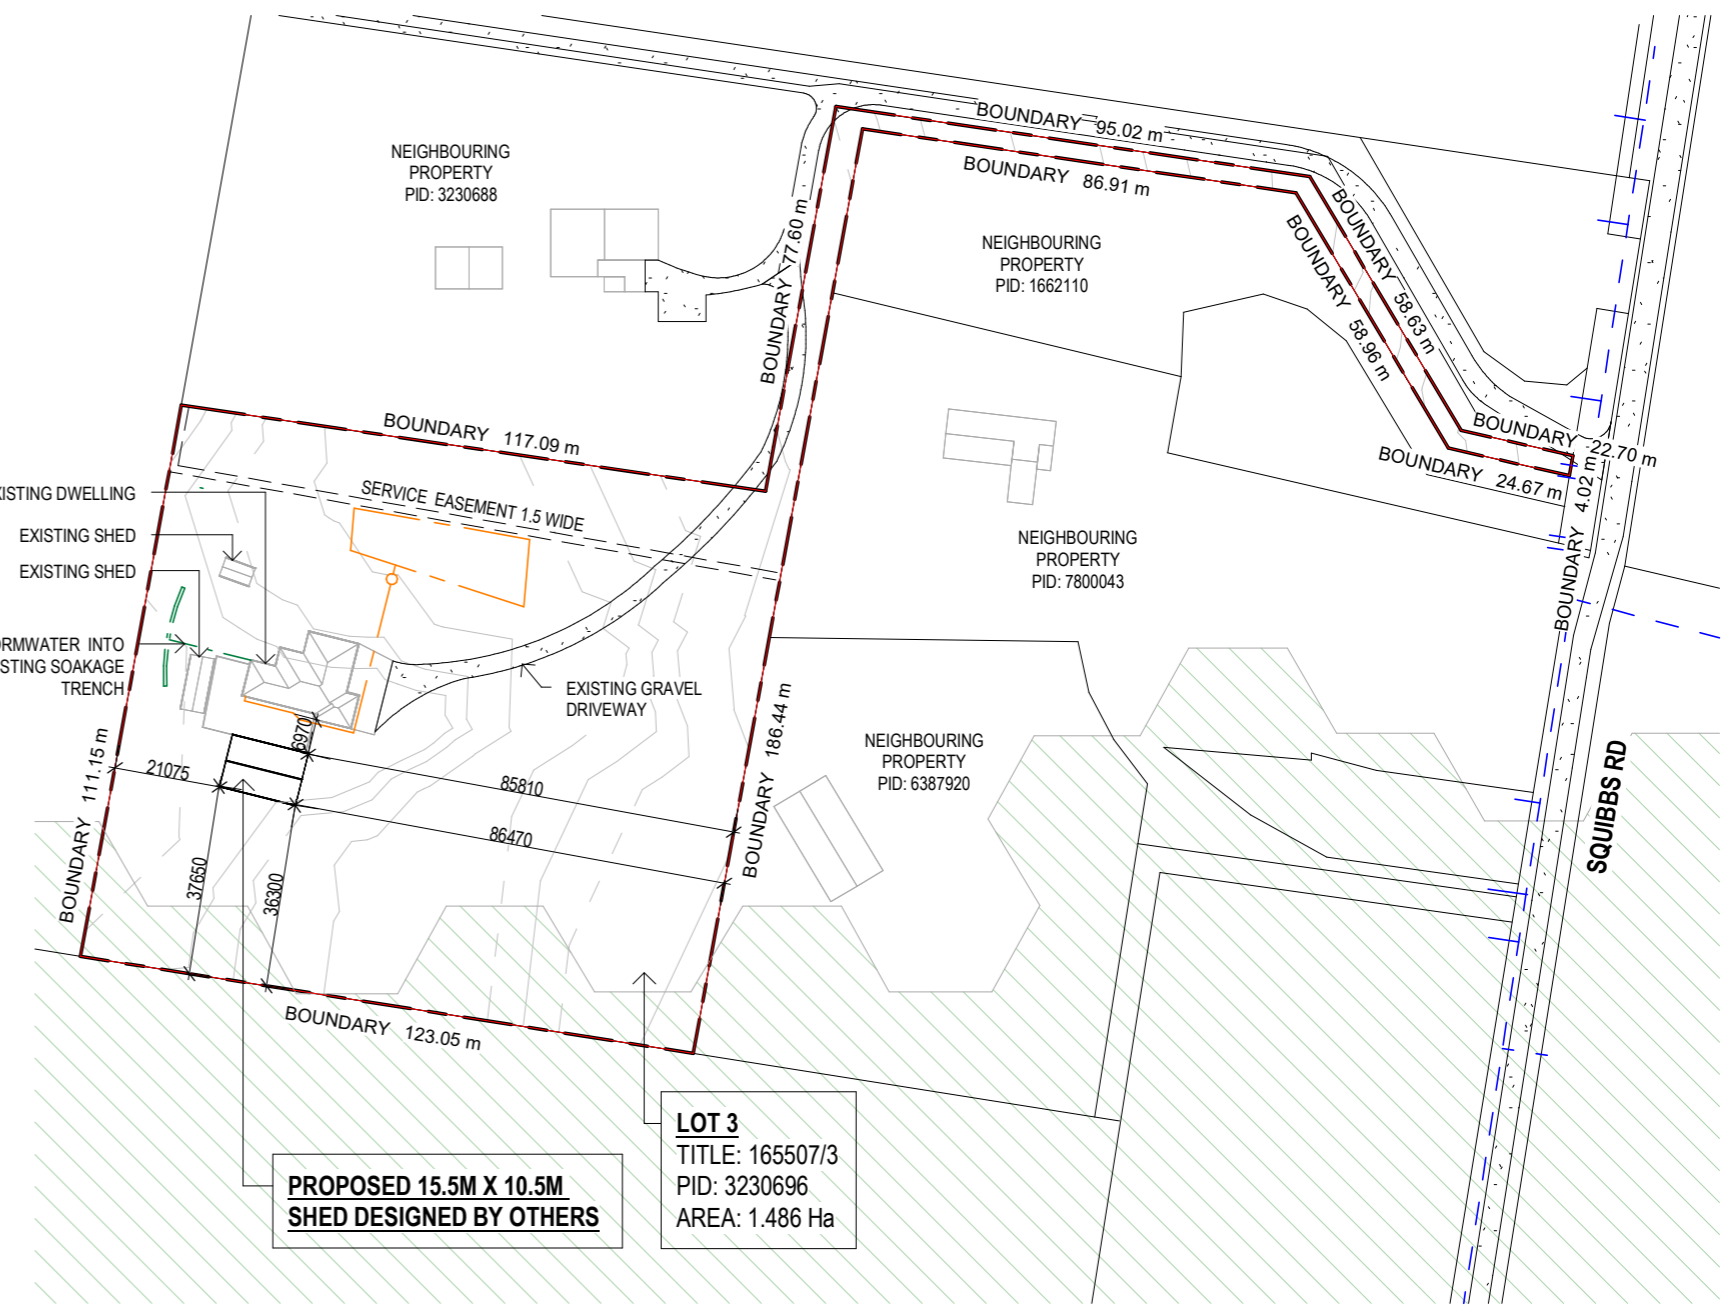 BOUNDARY 95.02 m
BOUNDARY 86.91 m
NEIGHBOURING
PROPERTY
PID: 3230688
BOUNDARY 77.60 m
NEIGHBOURING
PROPERTY
PID: 1662110
BOUNDARY 58.63 m
BOUNDARY 58.96 m
BOUNDARY 22.70 m
BOUNDARY 24.67 m
BOUNDARY 4.02 m
BOUNDARY 117.09 m
SERVICE EASEMENT 1.5 WIDE
XISTING DWELLING
EXISTING SHED
EXISTING SHED
NEIGHBOURING
PROPERTY
PID: 7800043
ORMWATER INTO
ISTING SOAKAGE
TRENCH
EXISTING GRAVEL
DRIVEWAY
6970
BOUNDARY 111.15 m
21075
85810
86470
BOUNDARY 186.44 m
NEIGHBOURING
PROPERTY
PID: 6387920
SQUIBBS RD
37650
36300
BOUNDARY 123.05 m
PROPOSED 15.5M X 10.5M
SHED DESIGNED BY OTHERS
LOT 3
TITLE: 165507/3
PID: 3230696
AREA: 1.486 Ha